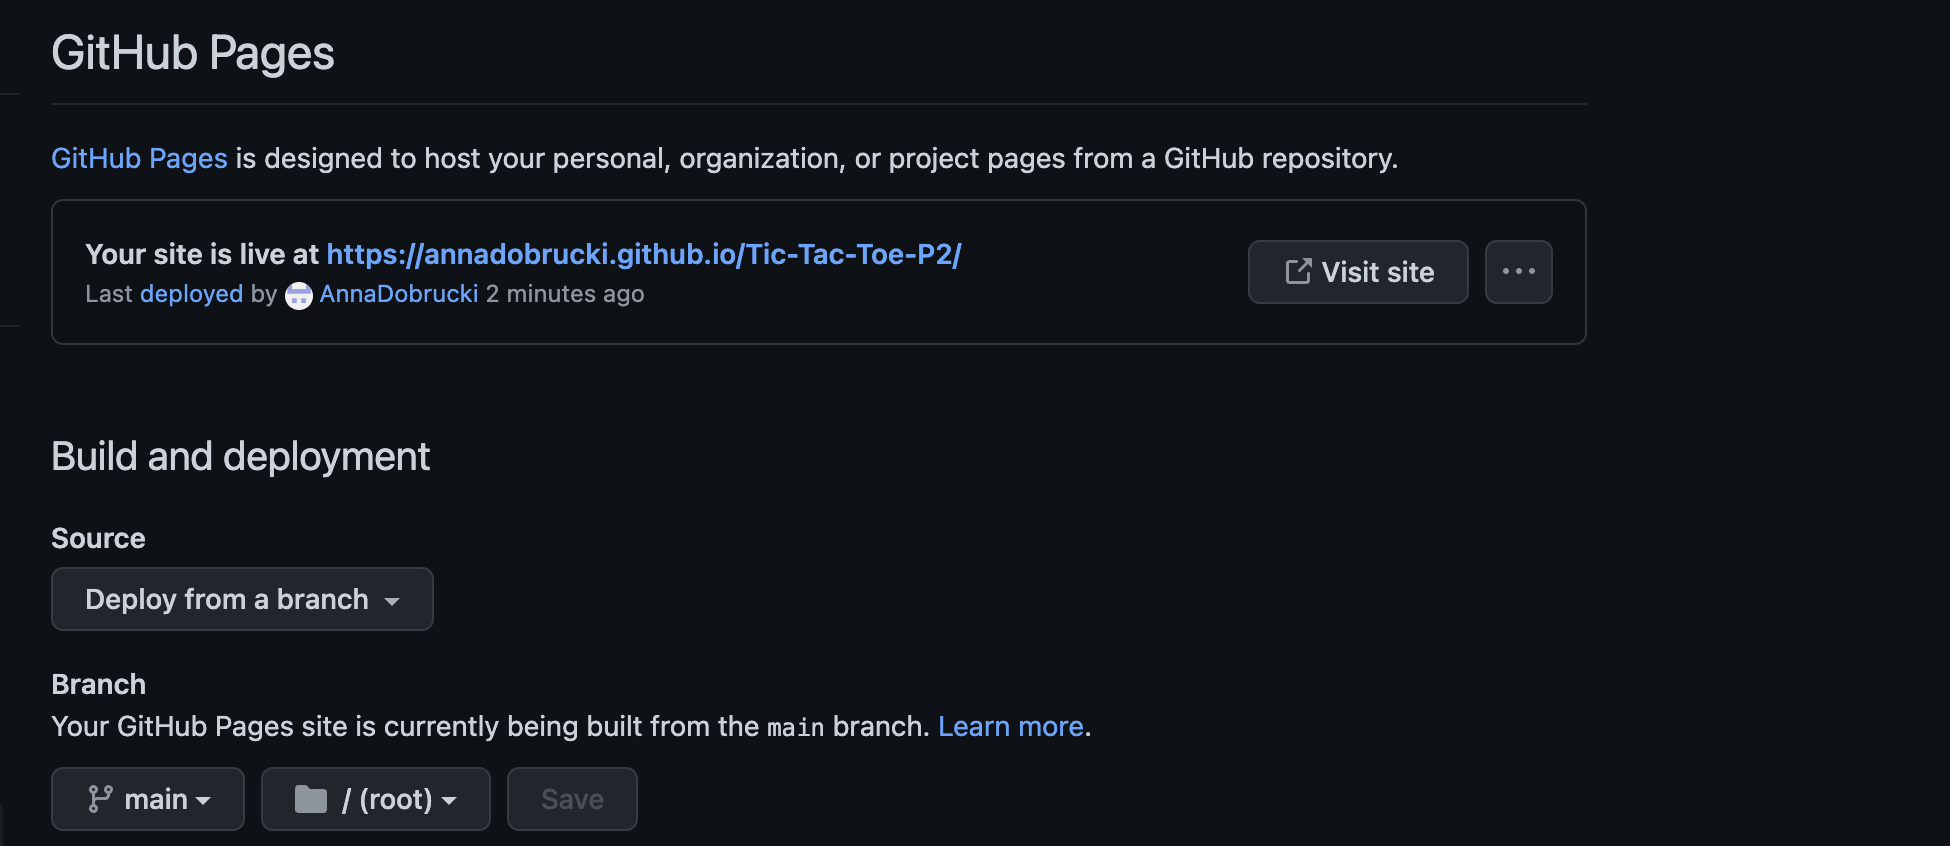 GitHub Pages
GitHub Pages is designed to host your personal, organization, or project pages from a GitHub repository.
Your site is live at https://annadobrucki.github.io/Tic-Tac-Toe-P2/
Last deployed by AnnaDobrucki 2 minutes ago
Visit site
Build and deployment
Source
Deploy from a branch
Branch
Your GitHub Pages site is currently being built from the main branch. Learn more.
main
/ (root)
Save